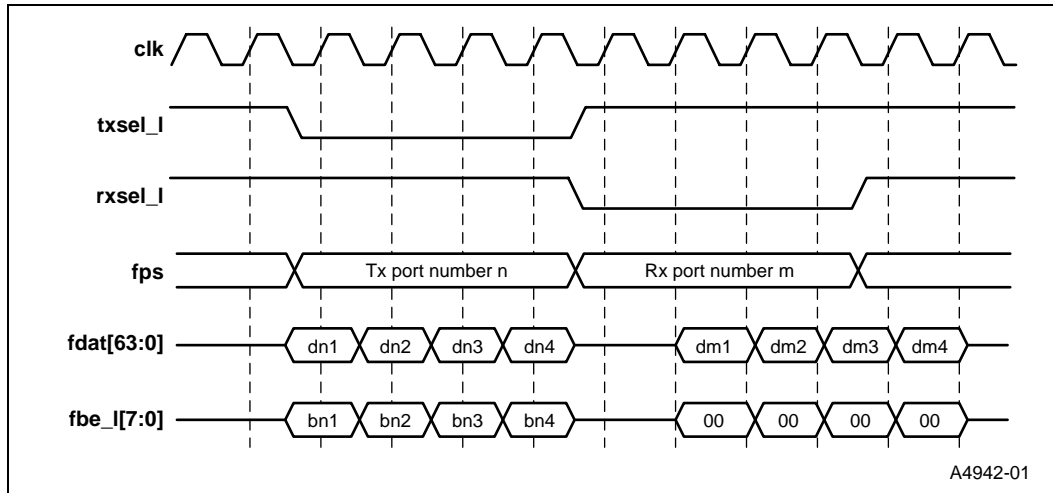 clk
txsel_l
rxsel_l
fps Tx port number n Rx port number m
fdat[63:0] dn1 dn2 dn3 dn4 dm1 dm2 dm3 dm4
fbe_l[7:0] bn1 bn2 bn3 bn4 00 00 00 00
A4942-01